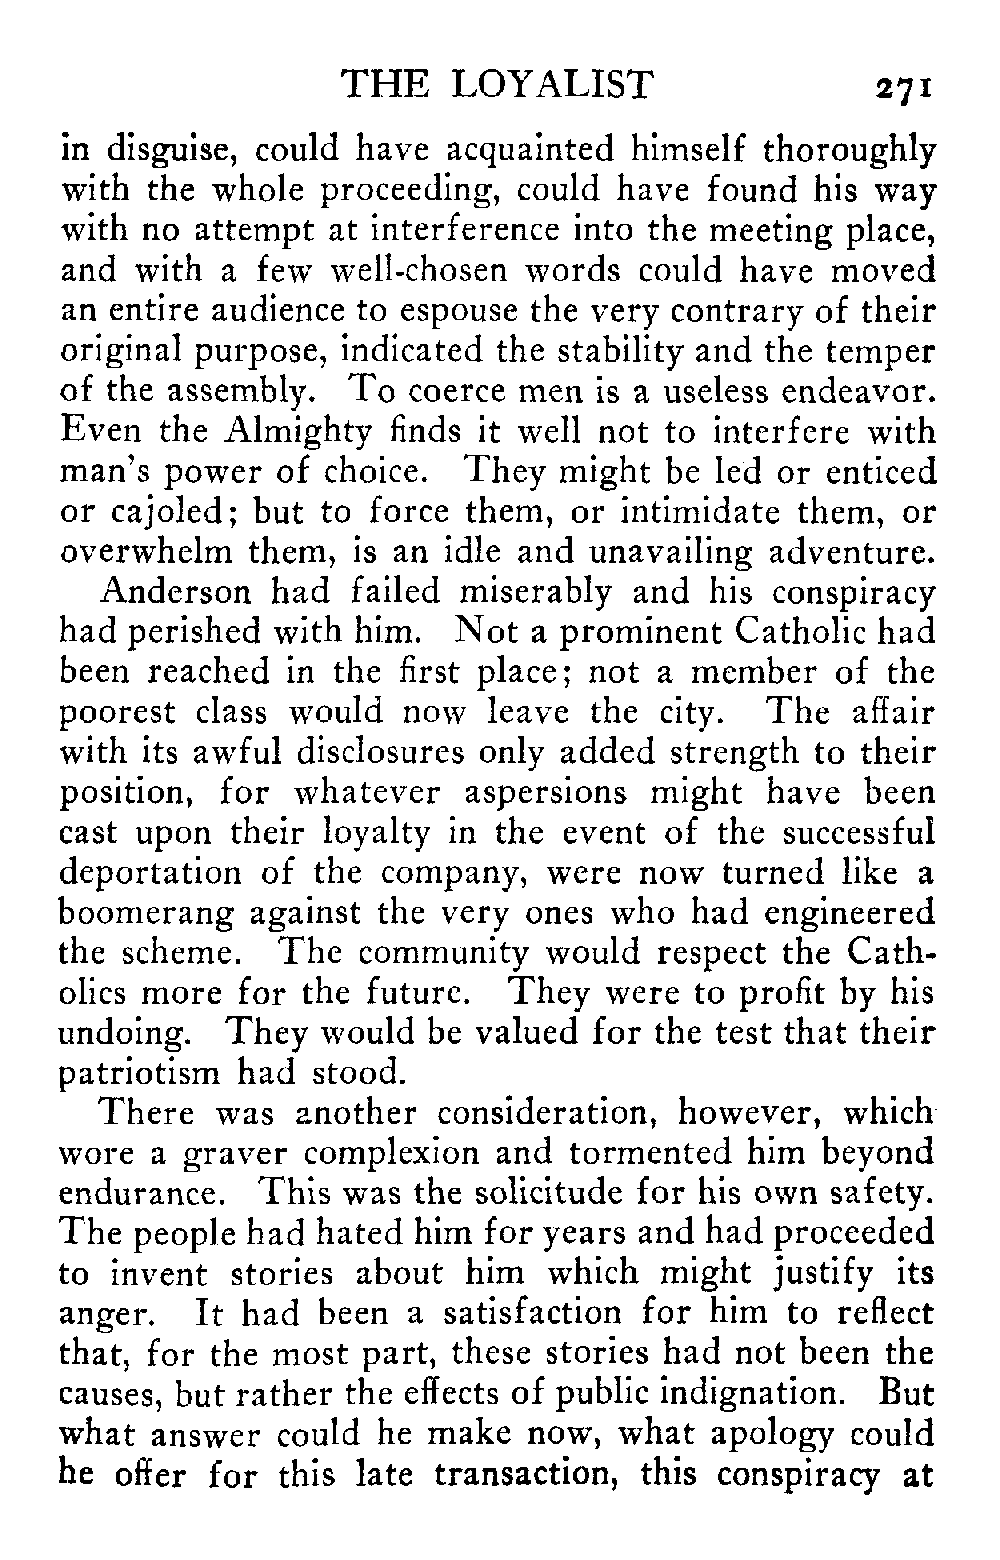 THE LOYALIST 271
in disguise, could have acquainted himself thoroughly
with the whole proceeding, could have found his way
with no attempt at interference into the meeting place,
and with a few well-chosen words could have moved
an entire audience to espouse the very contrary of their
original purpose, indicated the stability and the temper
of the assembly. To coerce men is a useless endeavor.
Even the Almighty finds it well not to interfere with
man's power of choice. They might be led or enticed
or cajoled; but to force them, or intimidate them, or
overwhelm them, is an idle and unavailing adventure.
Anderson had failed miserably and his conspiracy
had perished with him. Not a prominent Catholic had
been reached in the first place; not a member of the
poorest class would now leave the city. The affair
with its awful disclosures only added strength to their
position, for whatever aspersions might have been
cast upon their loyalty in the event of the successful
deportation of the company, were now turned like a
boomerang against the very ones who had engineered
the scheme. The community would respect the Cath-
olics more for the future. They were to profit by his
undoing. They would be valued for the test that their
patriotism had stood.
There was another consideration, however, which
wore a graver complexion and tormented him beyond
endurance. This was the solicitude for his own safety.
The people had hated him for years and had proceeded
to invent stories about him which might justify its
anger. It had been a satisfaction for him to reflect
that, for the most part, these stories had not been the
causes, but rather the effects of public indignation. But
what answer could he make now, what apology could
he offer for this late transaction, this conspiracy at